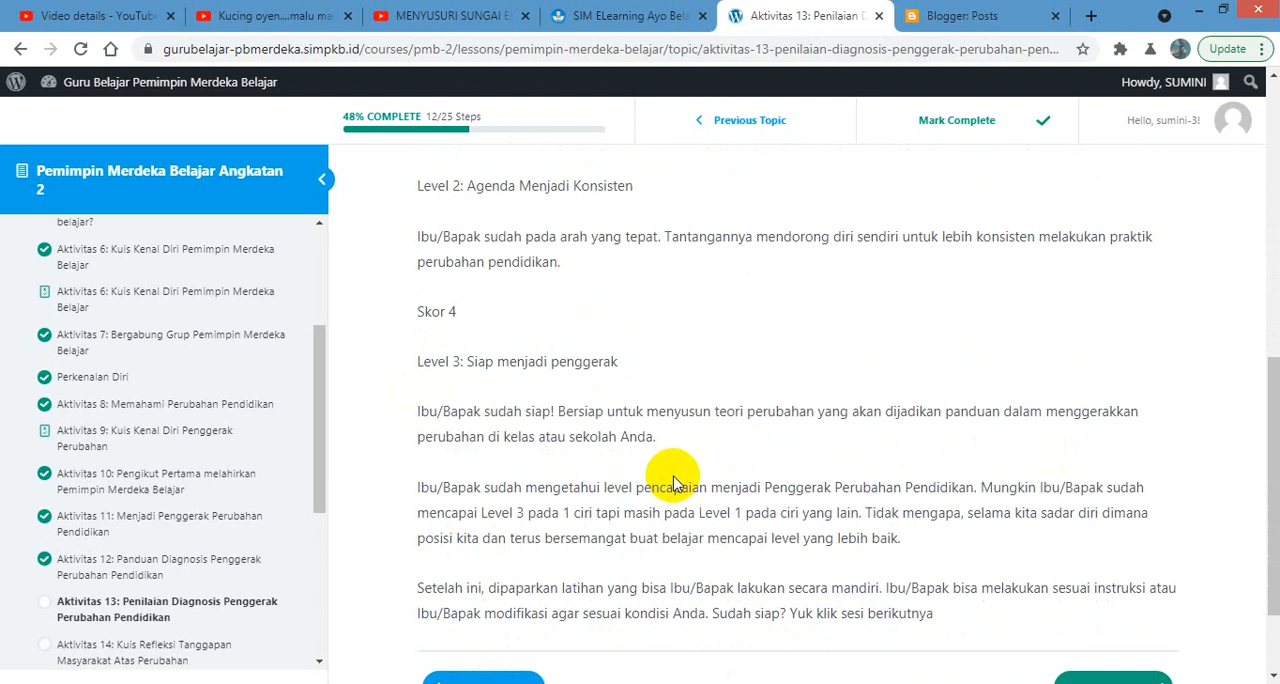 Video details - YouTub
Kucing oyen....malu ma
MENYUSURI SUNGAI E
SIM ELearning Ayo Bela
Aktivitas 13: Penilaian D
Blogger: Posts
gurubelajar-pbmerdeka.simpkb.id/courses/pmb-2/lessons/pemimpin-merdeka-belajar/topic/aktivitas-13-penilaian-diagnosis-penggerak-perubahan-pen...
Update
Guru Belajar Pemimpin Merdeka Belajar
Howdy, SUMINI
48% COMPLETE 12/25 Steps
Previous Topic
Mark Complete
Hello, sumini-3!
Pemimpin Merdeka Belajar Angkatan
2
belajar?
Aktivitas 6: Kuis Kenal Diri Pemimpin Merdeka
Belajar
Aktivitas 6: Kuis Kenal Diri Pemimpin Merdeka
Belajar
Aktivitas 7: Bergabung Grup Pemimpin Merdeka
Belajar
Perkenalan Diri
Aktivitas 8: Memahami Perubahan Pendidikan
Aktivitas 9: Kuis Kenal Diri Penggerak
Perubahan
Aktivitas 10: Pengikut Pertama melahirkan
Pemimpin Merdeka Belajar
Aktivitas 11: Menjadi Penggerak Perubahan
Pendidikan
Aktivitas 12: Panduan Diagnosis Penggerak
Perubahan Pendidikan
Aktivitas 13: Penilaian Diagnosis Penggerak
Perubahan Pendidikan
Aktivitas 14: Kuis Refleksi Tanggapan
Masyarakat Atas Perubahan
Level 2: Agenda Menjadi Konsisten
Ibu/Bapak sudah pada arah yang tepat. Tantangannya mendorong diri sendiri untuk lebih konsisten melakukan praktik
perubahan pendidikan.
Skor 4
Level 3: Siap menjadi penggerak
Ibu/Bapak sudah siap! Bersiap untuk menyusun teori perubahan yang akan dijadikan panduan dalam menggerakkan
perubahan di kelas atau sekolah Anda.
Ibu/Bapak sudah mengetahui level pencapaian menjadi Penggerak Perubahan Pendidikan. Mungkin Ibu/Bapak sudah
mencapai Level 3 pada 1 ciri tapi masih pada Level 1 pada ciri yang lain. Tidak mengapa, selama kita sadar diri dimana
posisi kita dan terus bersemangat buat belajar mencapai level yang lebih baik.
Setelah ini, dipaparkan latihan yang bisa Ibu/Bapak lakukan secara mandiri. Ibu/Bapak bisa melakukan sesuai instruksi atau
Ibu/Bapak modifikasi agar sesuai kondisi Anda. Sudah siap? Yuk klik sesi berikutnya